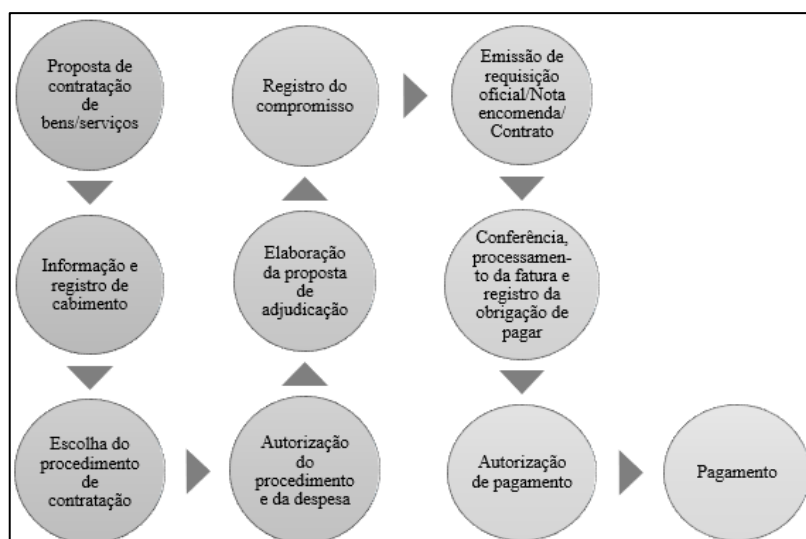 Proposta de
contratação
de
bens/serviços
Informação e
registro de
cabimento
Escolha do
procedimento
de
contratação
Autorização
do
procedimento
e da despesa
Elaboração
da proposta
de
adjudicação
Registro do
compromisso
Emissão de
requisição
oficial/Nota
encomenda/
Contrato
Conferência,
processamen-
to da fatura e
registro da
obrigação de
pagar
Autorização
de pagamento
Pagamento